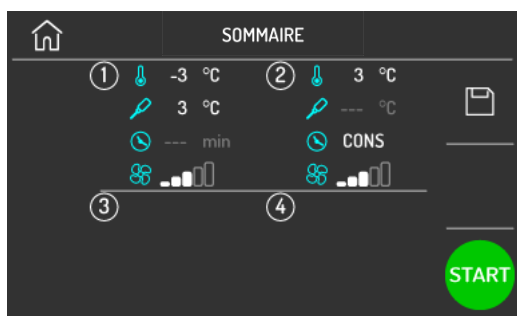 SOMMAIRE
1 -3 °C 2 3 °C
3 °C --- °C
--- min CONS
3 4
START